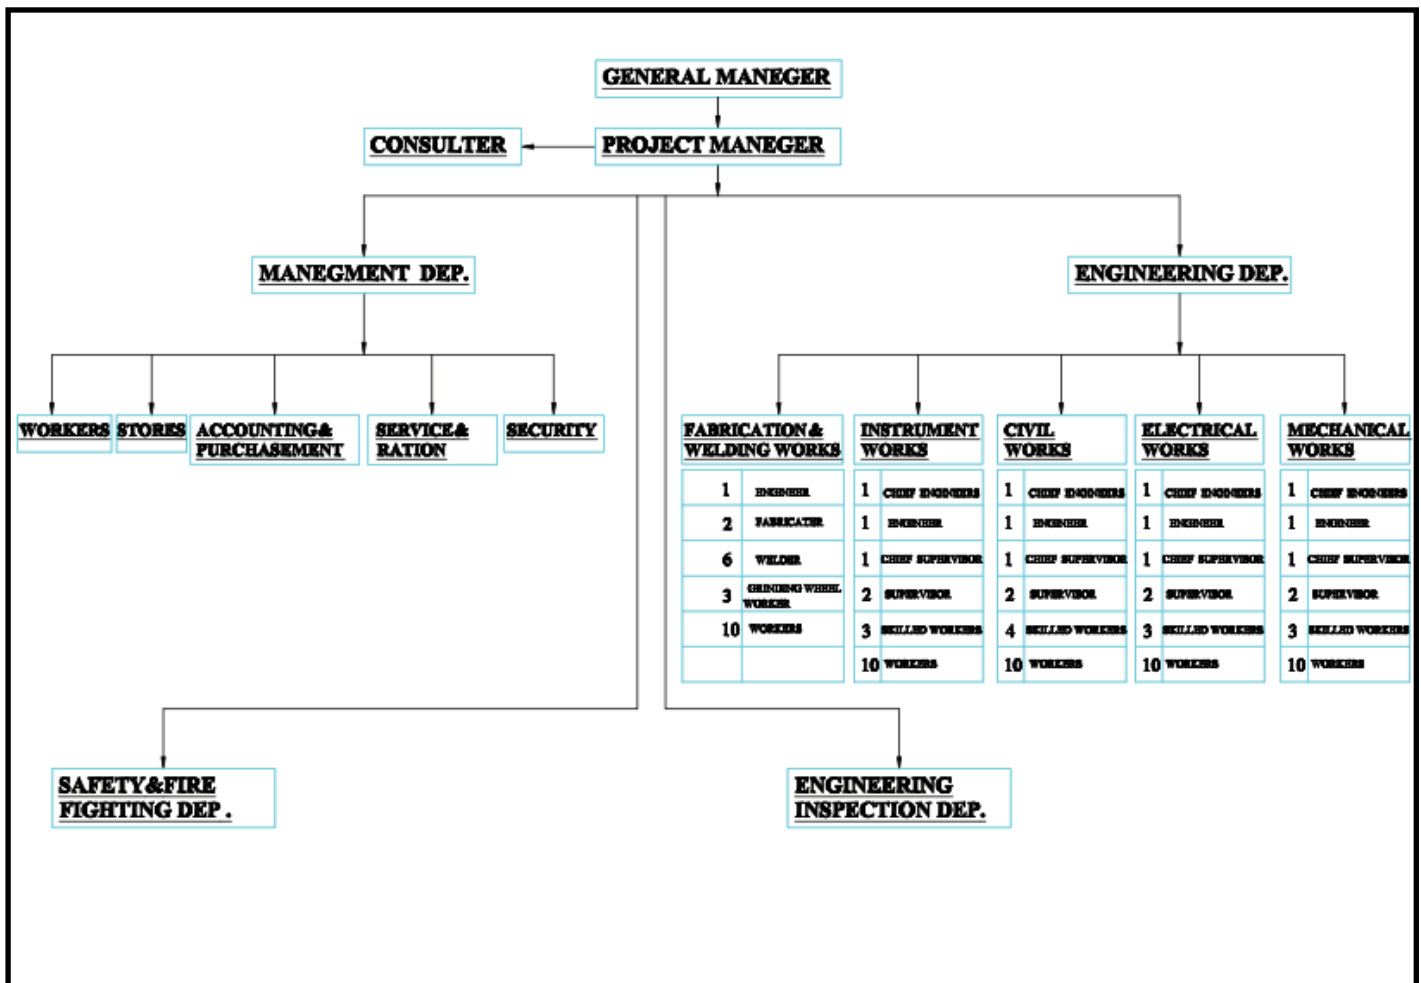 GENERAL MANEGER
CONSULTER
PROJECT MANEGER
MANEGMENT DEP.
ENGINEERING DEP.
WORKERS
STORES
ACCOUNTING&
PURCHASEMENT
SERVICE&
RATION
SECURITY
FABRICATION &
WELDING WORKS
1 ENGINEER
2 FABRICATER
6 WELDER
3 GRINDING WHEEL
WORKER
10 WORKERS
INSTRUMENT
WORKS
1 CHIEF ENGINEERS
1 ENGINEER
1 CHIEF SUPERVISOR
2 SUPERVISOR
3 SKILLED WORKERS
10 WORKERS
CIVIL
WORKS
1 CHIEF ENGINEERS
1 ENGINEER
1 CHIEF SUPERVISOR
2 SUPERVISOR
4 SKILLED WORKERS
10 WORKERS
ELECTRICAL
WORKS
1 CHIEF ENGINEERS
1 ENGINEER
1 CHIEF SUPERVISOR
2 SUPERVISOR
3 SKILLED WORKERS
10 WORKERS
MECHANICAL
WORKS
1 CHIEF ENGINEERS
1 ENGINEER
1 CHIEF SUPERVISOR
2 SUPERVISOR
3 SKILLED WORKERS
10 WORKERS
SAFETY&FIRE
FIGHTING DEP .
ENGINEERING
INSPECTION DEP.